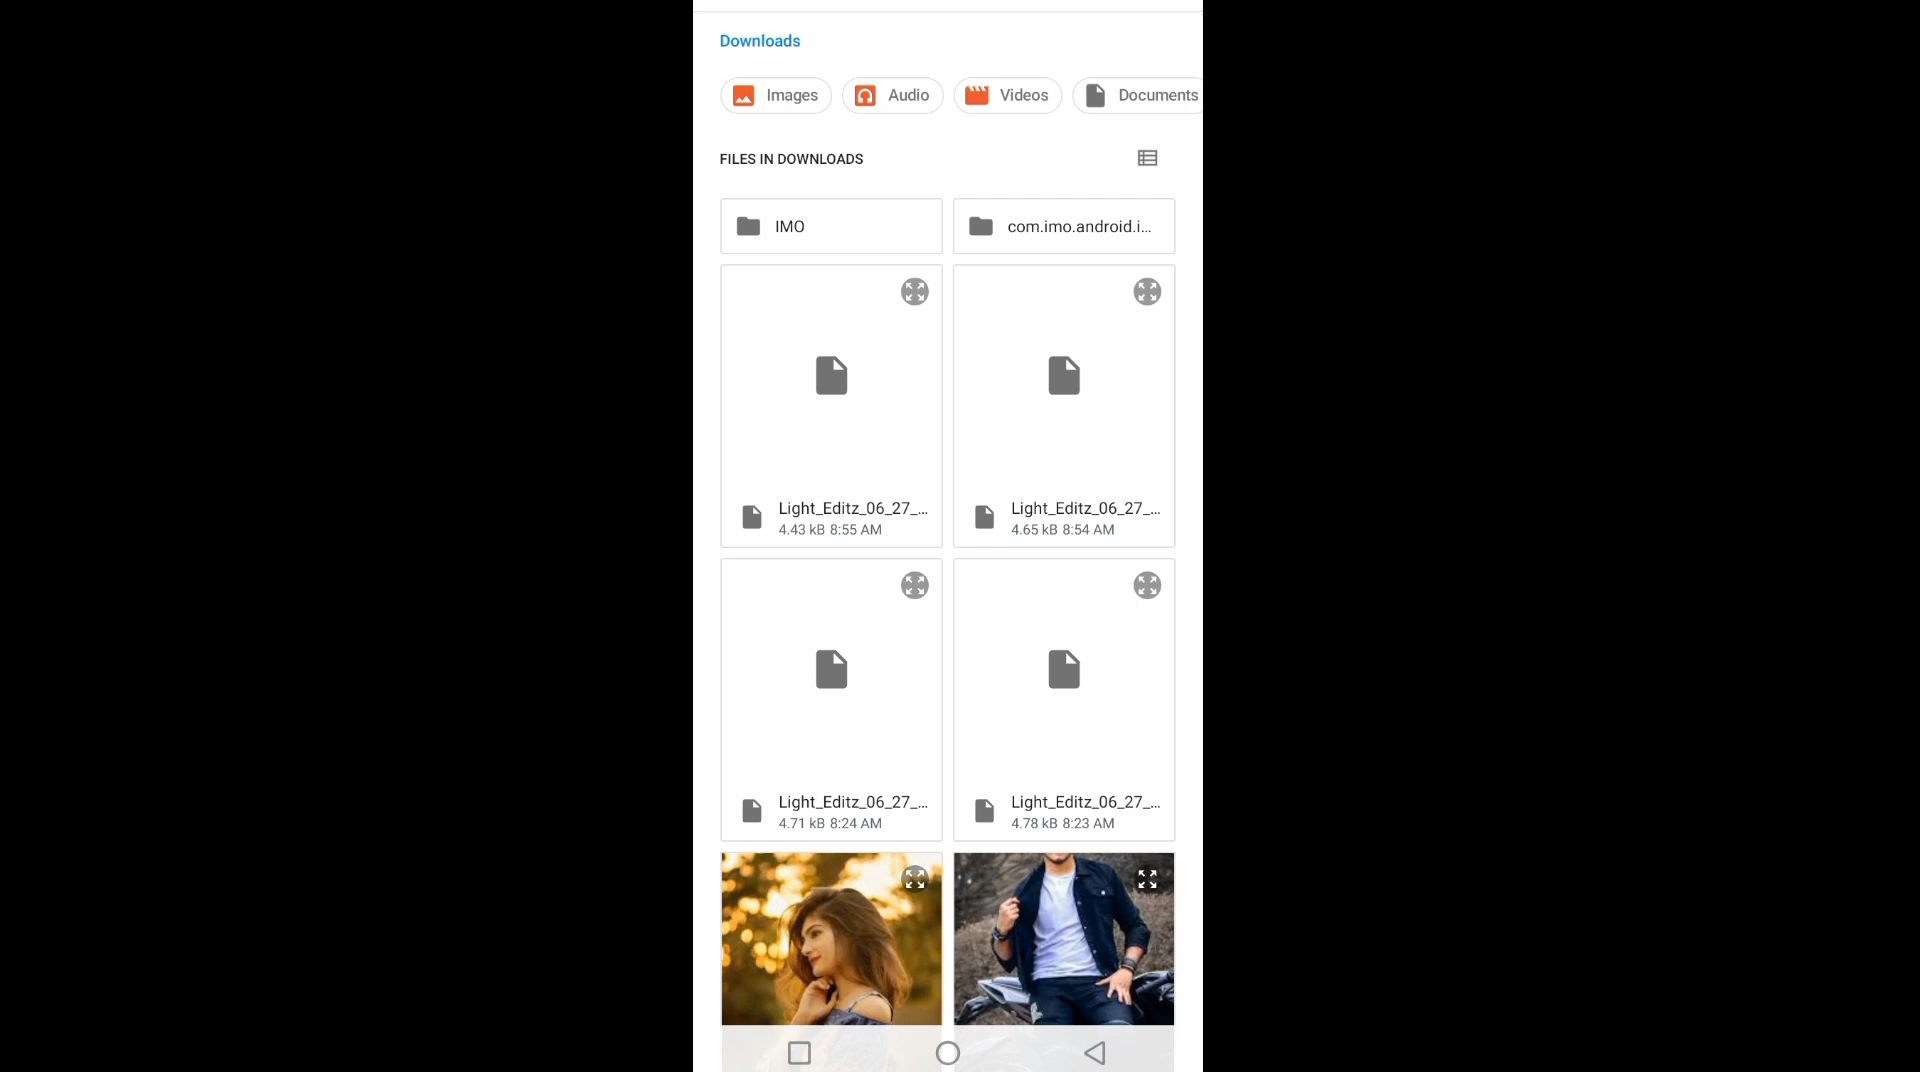 Downloads
Images
Audio
Videos
Documents
FILES IN DOWNLOADS
IMO
com.imo.android.i...
Light_Editz_06_27_...
4.43 kB 8:55 AM
Light_Editz_06_27_...
4.65 kB 8:54 AM
Light_Editz_06_27_...
4.71 kB 8:24 AM
Light_Editz_06_27_...
4.78 kB 8:23 AM